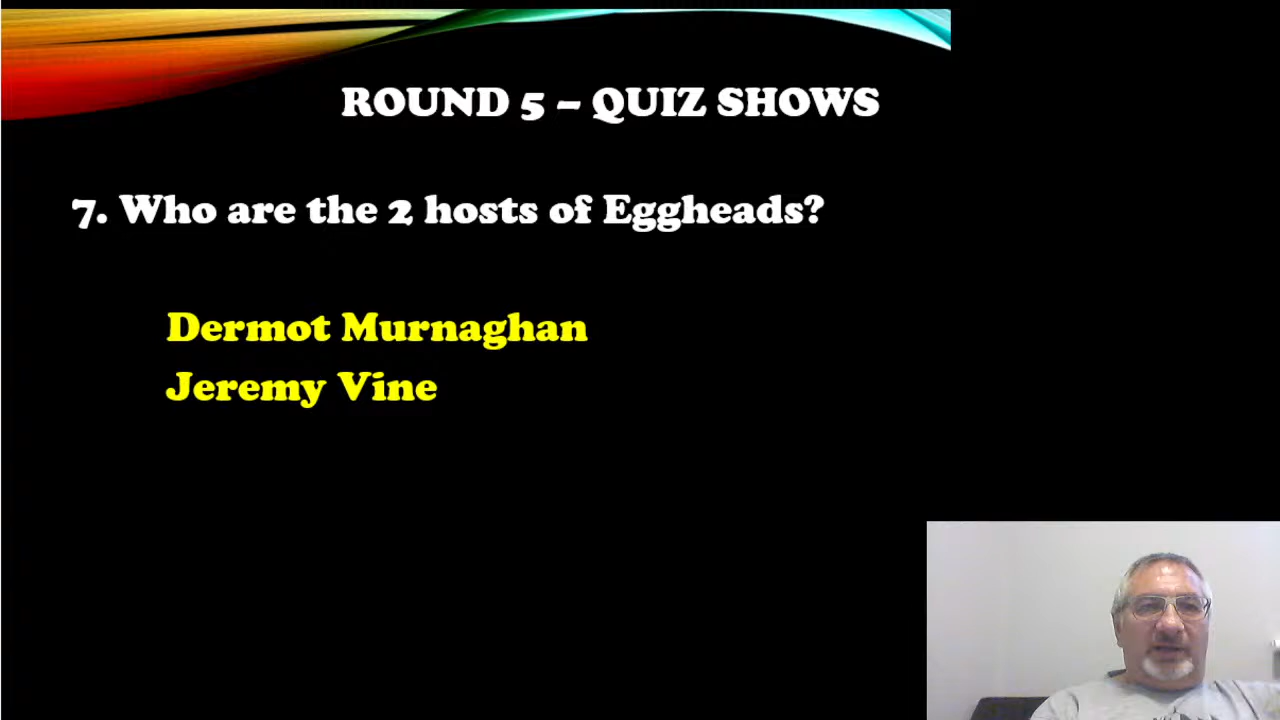 ROUND 5 – QUIZ SHOWS
7. Who are the 2 hosts of Eggheads?
Dermot Murnaghan
Jeremy Vine